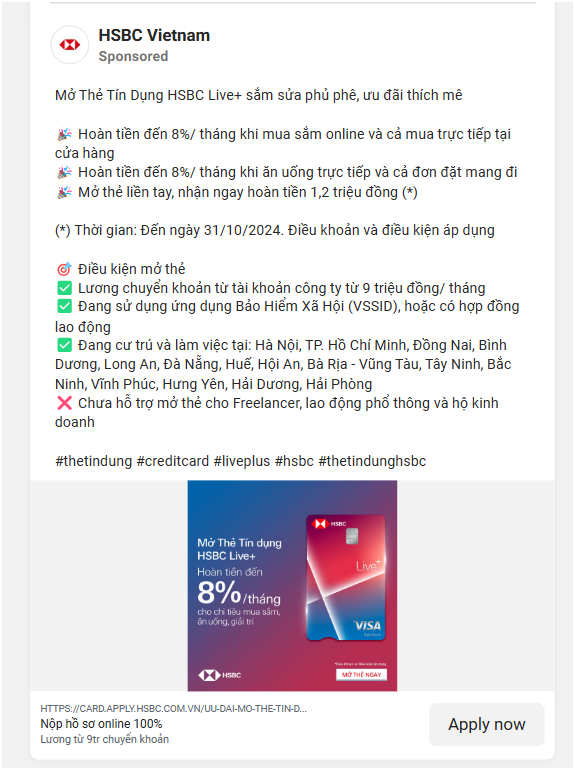 HSBC Vietnam
Sponsored
Mở Thẻ Tín Dụng HSBC Live+ sắm sửa phủ phê, ưu đãi thích mê
🎉 Hoàn tiền đến 8%/ tháng khi mua sắm online và cả mua trực tiếp tại
cửa hàng
🎉 Hoàn tiền đến 8%/ tháng khi ăn uống trực tiếp và cả đơn đặt mang đi
🎉 Mở thẻ liền tay, nhận ngay hoàn tiền 1,2 triệu đồng (*)
(*) Thời gian: Đến ngày 31/10/2024. Điều khoản và điều kiện áp dụng
🎯 Điều kiện mở thẻ
✅ Lương chuyển khoản từ tài khoản công ty từ 9 triệu đồng/ tháng
✅ Đang sử dụng ứng dụng Bảo Hiểm Xã Hội (VSSID), hoặc có hợp đồng
lao động
✅ Đang cư trú và làm việc tại: Hà Nội, TP. Hồ Chí Minh, Đồng Nai, Bình
Dương, Long An, Đà Nẵng, Huế, Hội An, Bà Rịa - Vũng Tàu, Tây Ninh, Bắc
Ninh, Vĩnh Phúc, Hưng Yên, Hải Dương, Hải Phòng
❌ Chưa hỗ trợ mở thẻ cho Freelancer, lao động phổ thông và hộ kinh
doanh
#thetindung #creditcard #liveplus #hsbc #thetindunghsbc
Mở Thẻ Tín dụng
HSBC Live+
Hoàn tiền đến
8%/tháng
cho chi tiêu mua sắm,
ăn uống, giải trí
HSBC
Live+
VISA
HSBC
MỞ THẺ NGAY
HTTPS://CARD.APPLY.HSBC.COM.VN/UU-DAI-MO-THE-TIN-D...
Nộp hồ sơ online 100%
Lương từ 9tr chuyển khoản
Apply now